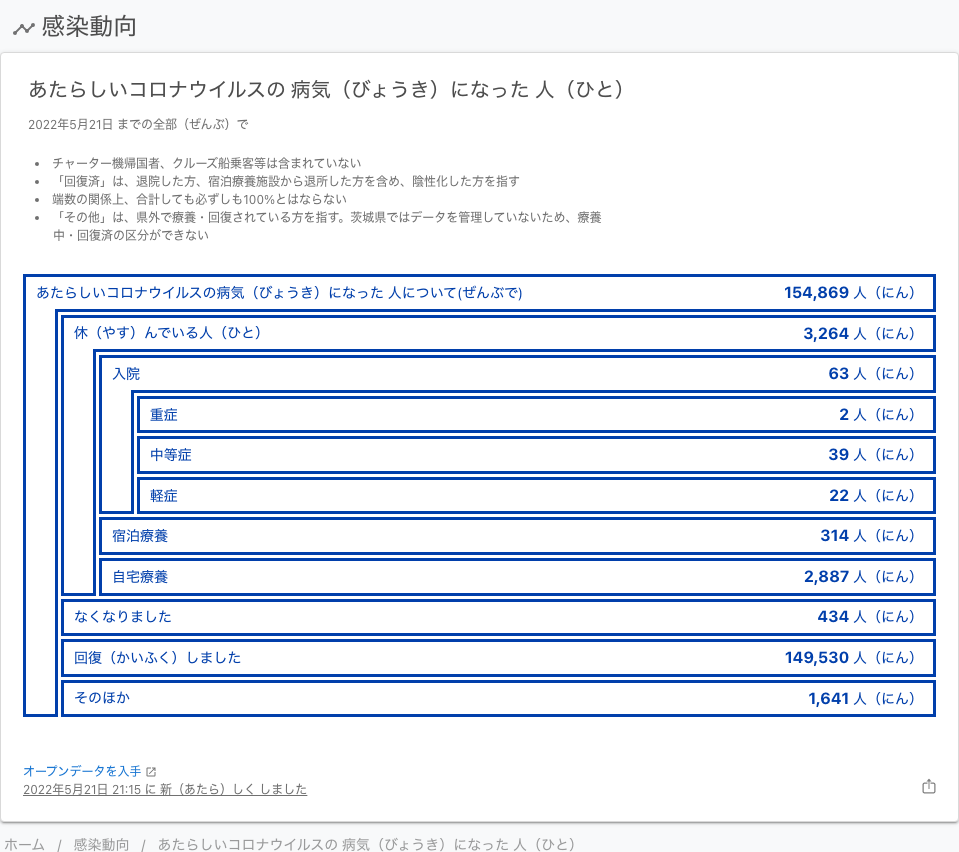 感染動向
あたらしいコロナウイルスの 病気（びょうき）になった 人（ひと）
2022年5月21日 までの全部（ぜんぶ）で
• チャーター機帰国者、クルーズ船乗客等は含まれていない
• 「回復済」は、退院した方、宿泊療養施設から退所した方を含め、陰性化した方を指す
• 端数の関係上、合計しても必ずしも100%とはならない
• 「その他」は、県外で療養・回復されている方を指す。茨城県ではデータを管理していないため、療養
中・回復済の区分ができない
あたらしいコロナウイルスの病気（びょうき）になった 人について(ぜんぶで) 154,869 人（にん）
休（やす）んでいる人（ひと） 3,264 人（にん）
入院 63 人（にん）
重症 2 人（にん）
中等症 39 人（にん）
軽症 22 人（にん）
宿泊療養 314 人（にん）
自宅療養 2,887 人（にん）
なくなりました 434 人（にん）
回復（かいふく）しました 149,530 人（にん）
そのほか 1,641 人（にん）
オープンデータを入手
2022年5月21日 21:15 に 新（あたら）しく しました
ホーム / 感染動向 / あたらしいコロナウイルスの 病気（びょうき）になった 人（ひと）